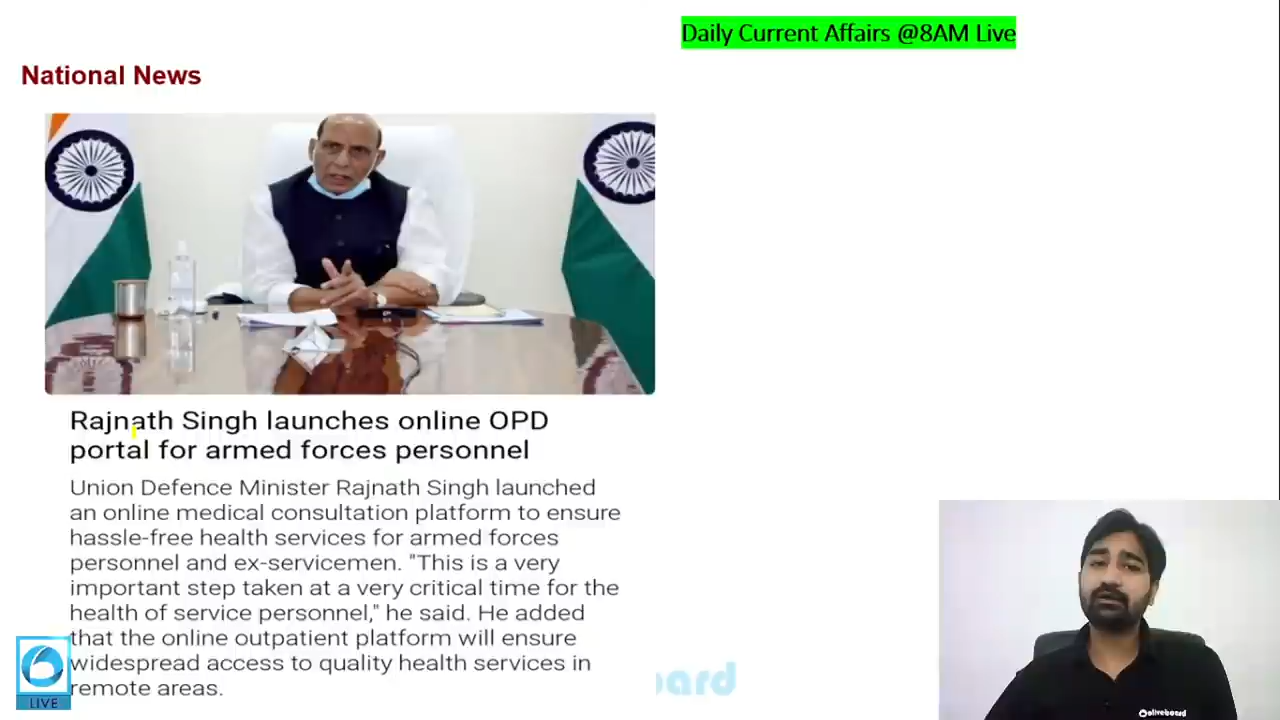 Daily Current Affairs @8AM Live
National News
Rajnath Singh launches online OPD
portal for armed forces personnel
Union Defence Minister Rajnath Singh launched
an online medical consultation platform to ensure
hassle-free health services for armed forces
personnel and ex-servicemen. "This is a very
important step taken at a very critical time for the
health of service personnel," he said. He added
that the online outpatient platform will ensure
widespread access to quality health services in
remote areas.
LIVE
oard
oliveboard